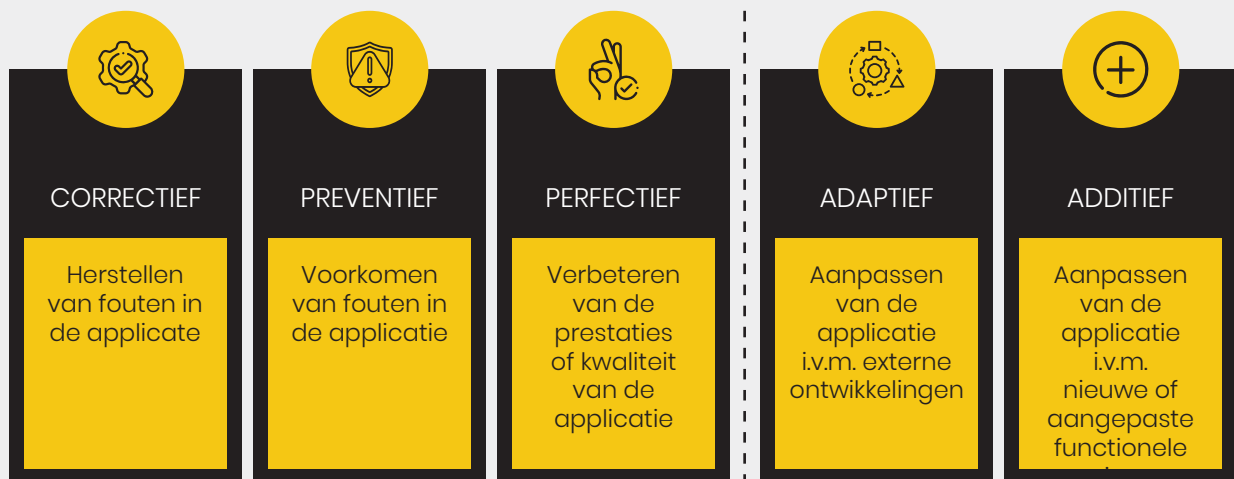 CORRECTIEF
Herstellen
van fouten in
de applicate
PREVENTIEF
Voorkomen
van fouten in
de applicatie
PERFECTIEF
Verbeteren
van de
prestaties
of kwaliteit
van de
applicatie
ADAPTIEF
Aanpassen
van de
applicatie
i.v.m. externe
ontwikkelingen
ADDITIEF
Aanpassen
van de
applicatie
i.v.m.
nieuwe of
aangepaste
functionele